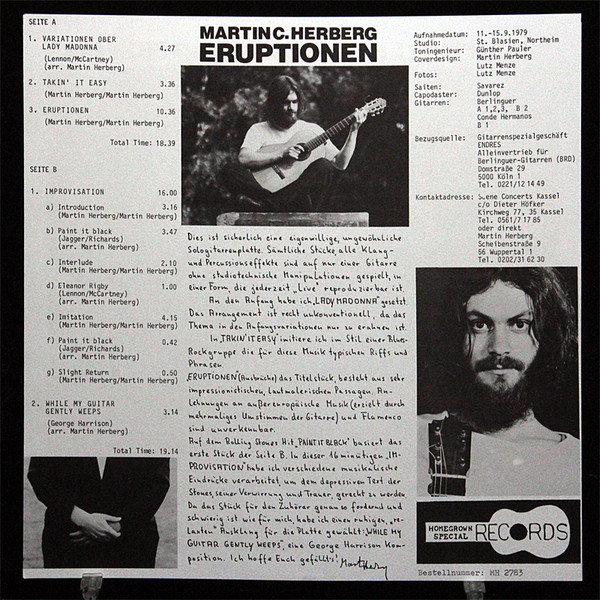 SEITE A
1. VARIATIONEN ÜBER
LADY MADONNA 4.27
(Lennon/McCartney)
(arr. Martin Herberg)
2. TAKIN' IT EASY 3.36
(Martin Herberg/Martin Herberg)
3. ERUPTIONEN 10.36
(Martin Herberg/Martin Herberg)
Total Time: 18.39
SEITE B
1. IMPROVISATION 16.00
a) Introduction 3.16
(Martin Herberg/Martin Herberg)
b) Paint it black 3.47
(Jagger/Richards)
(arr. Martin Herberg)
c) Interlude 2.10
(Martin Herberg/Martin Herberg)
d) Eleanor Rigby 1.00
(Lennon/McCartney)
(arr. Martin Herberg)
e) Imitation 4.15
(Martin Herberg/Martin Herberg)
f) Paint it black 0.42
(Jagger/Richards)
(arr. Martin Herberg)
g) Slight Return 0.50
(Martin Herberg/Martin Herberg)
2. WHILE MY GUITAR
GENTLY WEEPS 3.14
(George Harrison)
(arr. Martin Herberg)
Total Time: 19.14
MARTIN C. HERBERG
ERUPTIONEN
Dies ist sicherlich eine eigenwillige, ungewöhnliche
Sologitarrenplatte. Sämtliche Stücke, alle Klang-
und Percussionseffekte sind auf nur einer Gitarre
ohne studiotechnische Manipulationen gespielt, in
einer Form, die jederzeit „Live" reproduzierbar ist.
An den Anfang habe ich „LADY MADONNA" gesetzt.
Das Arrangement ist recht unkonventionell, da das
Thema in den Anfangsvariationen nur zu erahnen ist.
In „TAKIN' IT EASY" imitiere ich im Stil einer Blues-
Rockgruppe die für diese Musik typischen Riffs und
Phrasen.
„ERUPTIONEN" (Ausbrüche) das Titelstück, besteht aus sehr
impressionistischen, lautmalerischen Passagen. An-
lehnungen an außereuropäische Musik (erzielt durch
mehrmaliges Umstimmen der Gitarre) und Flamenco
sind unverkennbar.
Auf dem Rolling Stones Hit „PAINT IT BLACK" basiert das
erste Stück der Seite B. In dieser 16 minütigen „IM-
PROVISATION" habe ich verschiedene musikalische
Eindrücke verarbeitet, um dem depressiven Text der
Stones, seiner Verwirrung und Trauer, gerecht zu werden.
Da das Stück für den Zuhörer genauso fordernd und
schwierig ist wie für mich, habe ich einen ruhigen, „re-
laxten" Ausklang für die Platte gewählt: „WHILE MY
GUITAR GENTLY WEEPS", eine George Harrison Kom-
position. Ich hoffe Euch gefällt's!
Aufnahmedatum: 11.-15.9.1979
Studio: St. Blasien, Northeim
Toningenieur: Günther Pauler
Coverdesign: Martin Herberg
Lutz Menze
Fotos: Lutz Menze
Saiten: Savarez
Capodaster: Dunlop
Gitarren: Berlinguer
A 1,2,3, B 2
Conde Hermanos
B 1
Bezugsquelle: Gitarrenspezialgeschäft
ENDRES
Alleinvertrieb für
Berlinguer-Gitarren (BRD)
Domstraße 29
5000 Köln 1
Tel. 0221/12 14 49
Kontaktadresse: Scene Concerts Kassel
c/o Dieter Höfker
Kirchweg 77, 35 Kassel
Tel. 0561/7 17 85
oder direkt
Martin Herberg
Scheibenstraße 9
56 Wuppertal 1
Tel. 0202/31 62 30
HOMEGROWN
SPECIAL
RECORDS
Bestellnummer: KH 2783